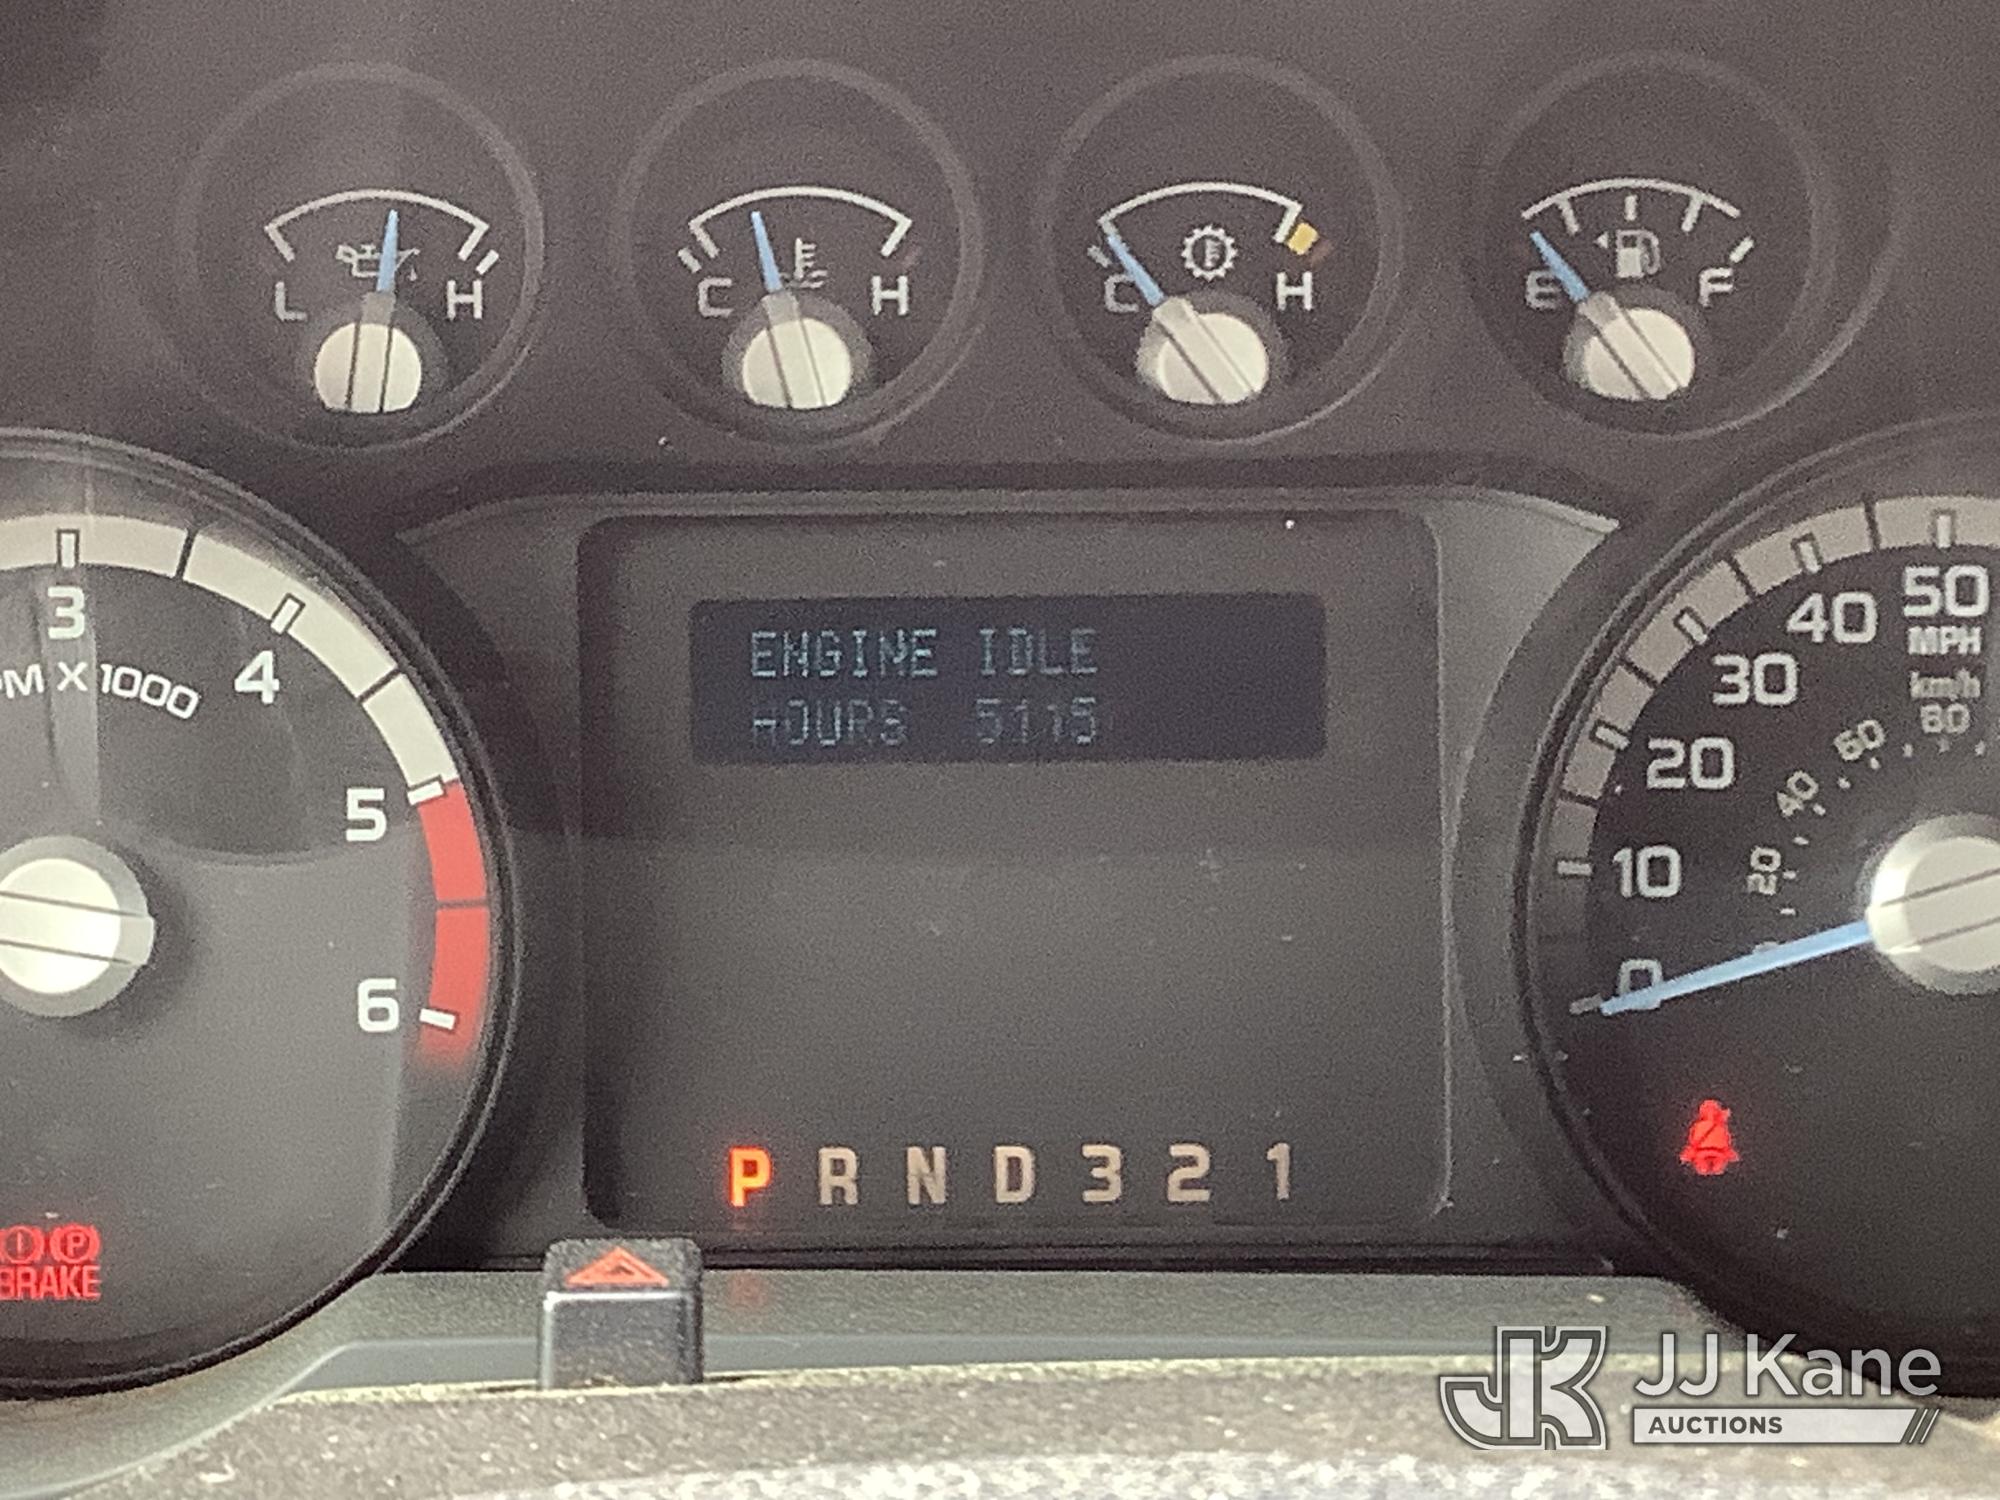 L H
C H
C H
E F
ENGINE IDLE
HOURS 5115
3
4
5
6
PM X 1000
0
10
20
30
40
50
MPH
km/h
20
40
60
80
P R N D 3 2 1
P
BRAKE
JJ Kane
AUCTIONS